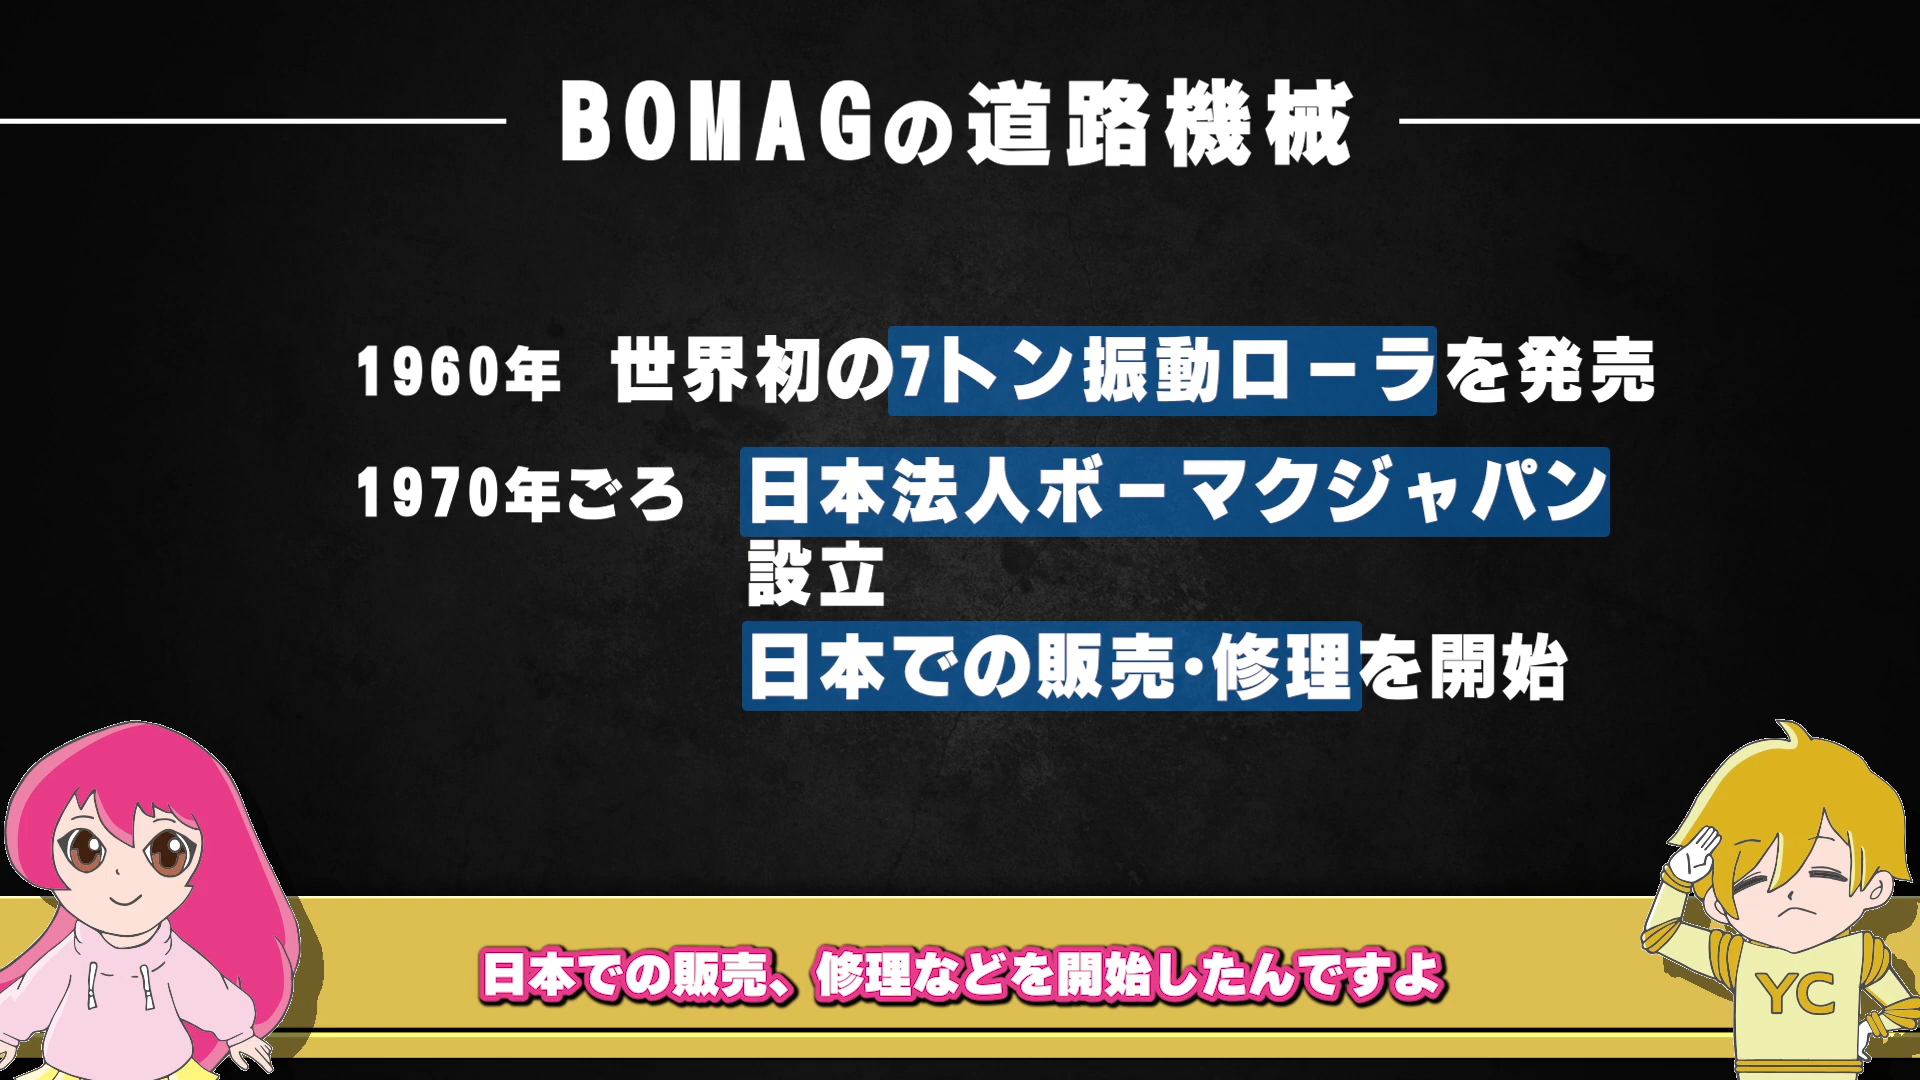 BOMAGの道路機械
1960年 世界初の7トン振動ローラを発売
1970年ごろ 日本法人ボーマクジャパン
設立
日本での販売・修理を開始
日本での販売、修理などを開始したんですよ
YC